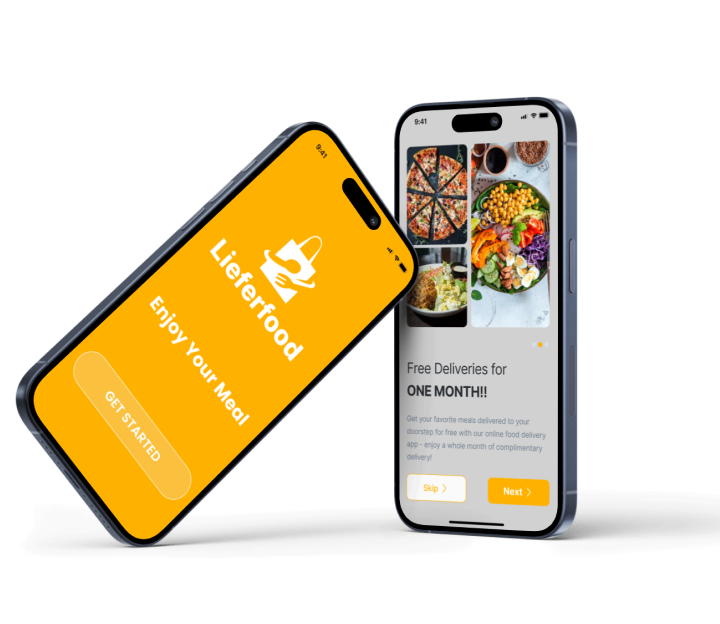 9:41
Lieferfood
Enjoy Your Meal
GET STARTED
9:41
Free Deliveries for
ONE MONTH!!
Get your favorite meals delivered to your
doorstep for free with our online food delivery
app - enjoy a whole month of complimentary
delivery!
Skip
Next